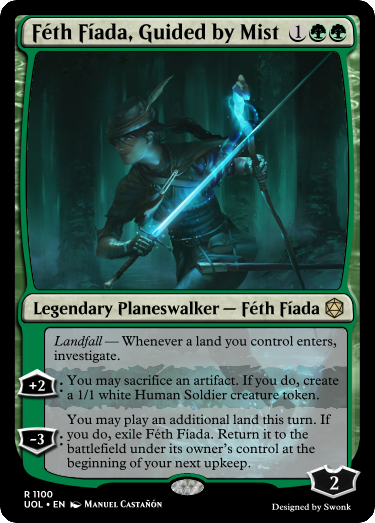 Féth Fíada, Guided by Mist 1
Legendary Planeswalker — Féth Fíada
Landfall — Whenever a land you control enters,
investigate.
+2: You may sacrifice an artifact. If you do, create
a 1/1 white Human Soldier creature token.
-3: You may play an additional land this turn. If
you do, exile Féth Fíada. Return it to the
battlefield under its owner's control at the
beginning of your next upkeep.
2
R 1100
UOL • EN Manuel Castañón
Designed by Swonk